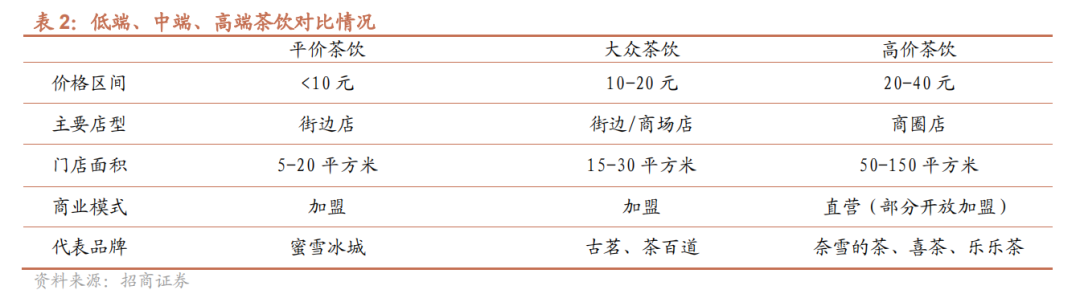 表 2：低端、中端、高端茶饮对比情况
平价茶饮 大众茶饮 高价茶饮
价格区间 <10 元 10-20 元 20-40 元
主要店型 街边店 街边/商场店 商圈店
门店面积 5-20 平方米 15-30 平方米 50-150 平方米
商业模式 加盟 加盟 直营（部分开放加盟）
代表品牌 蜜雪冰城 古茗、茶百道 奈雪的茶、喜茶、乐乐茶
资料来源：招商证券